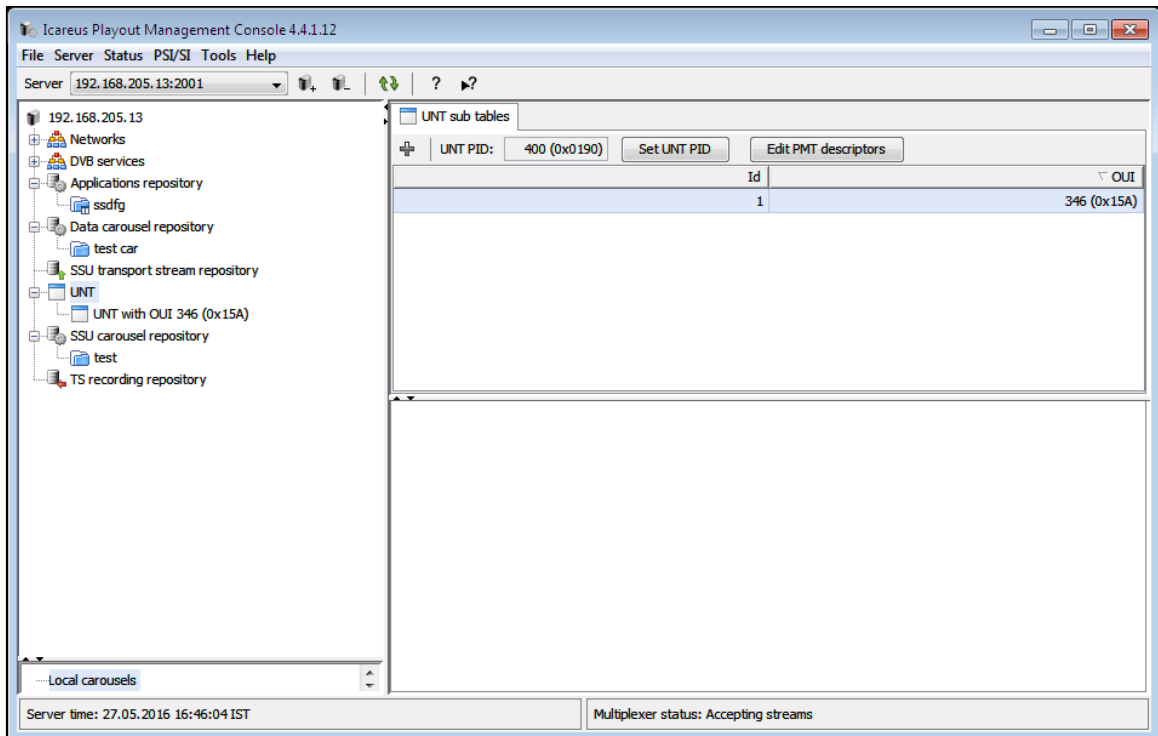 Icareus Playout Management Console 4.4.1.12
File Server Status PSI/SI Tools Help
Server 192.168.205.13:2001 ? ?
192.168.205.13
Networks
DVB services
Applications repository
ssdfg
Data carousel repository
test car
SSU transport stream repository
UNT
UNT with OUI 346 (0x15A)
SSU carousel repository
test
TS recording repository
Local carousels
UNT sub tables
UNT PID: 400 (0x0190) Set UNT PID Edit PMT descriptors
Id OUI
1 346 (0x15A)
Server time: 27.05.2016 16:46:04 IST
Multiplexer status: Accepting streams